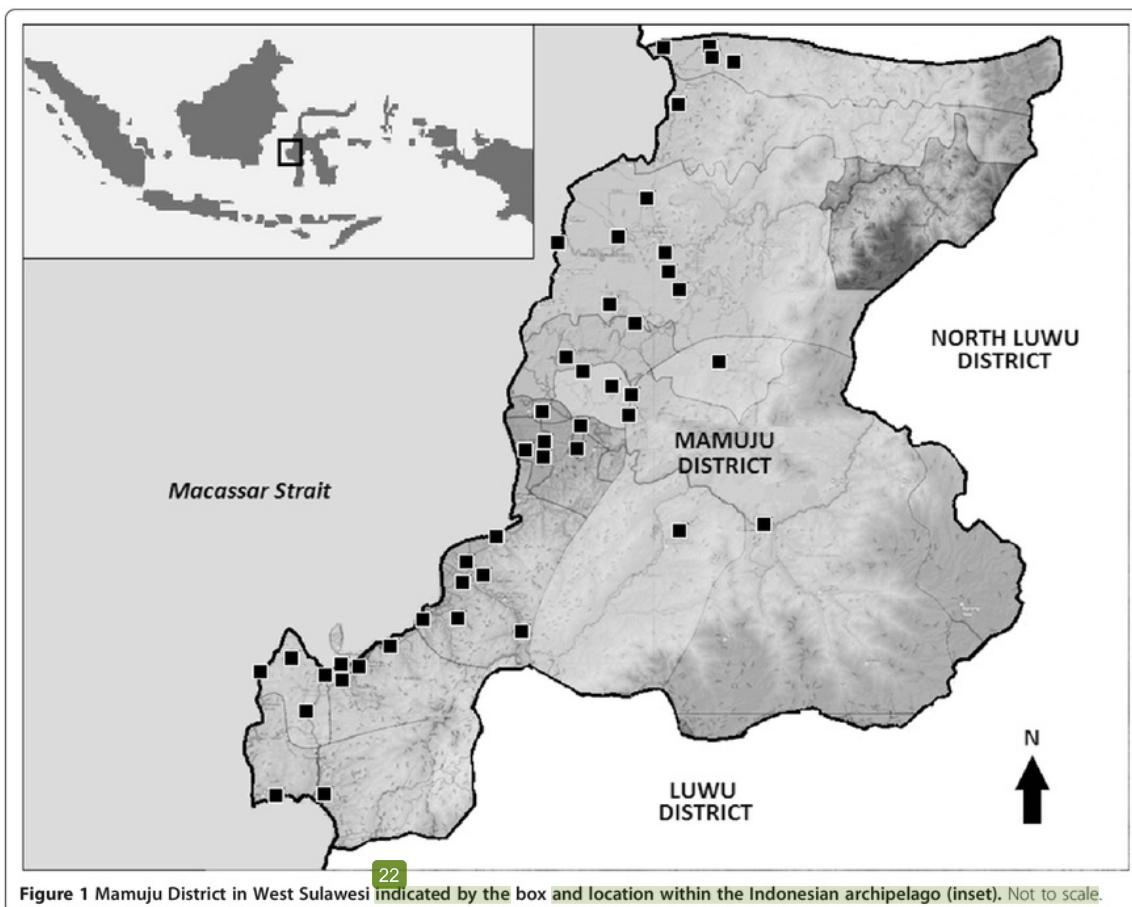 NORTH LUWU
DISTRICT
MAMUJU
DISTRICT
Macassar Strait
N
LUWU
DISTRICT
22
Figure 1 Mamuju District in West Sulawesi indicated by the box and location within the Indonesian archipelago (inset). Not to scale.